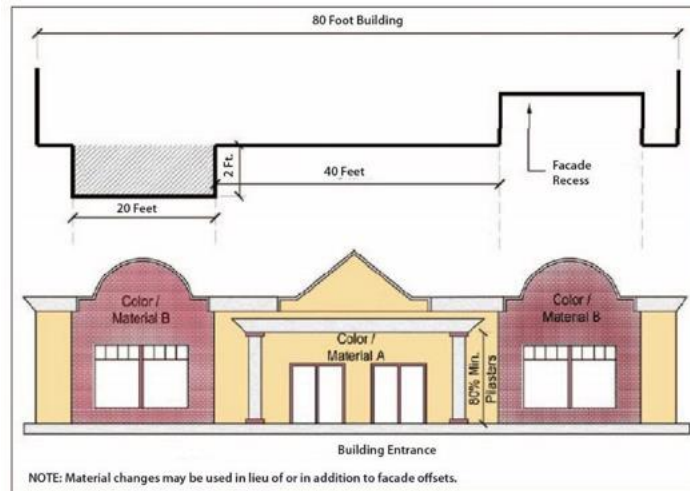 80 Foot Building
2 Ft.
40 Feet
Facade
Recess
20 Feet
Color /
Material B
Color /
Material A
80% Min.
Pilasters
Color /
Material B
Building Entrance
NOTE: Material changes may be used in lieu of or in addition to facade offsets.